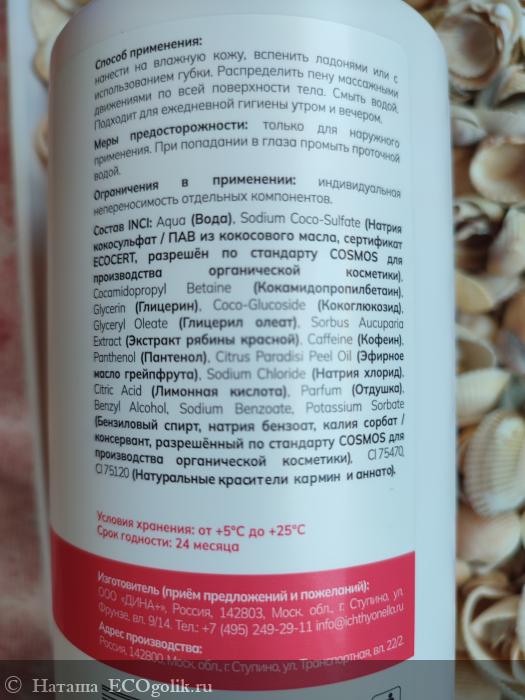 Способ применения:
нанести на влажную кожу, вспенить ладонями или с
использованием губки. Распределить пену массажными
движениями по всей поверхности тела. Смыть водой.
Подходит для ежедневной гигиены утром и вечером.
Меры предосторожности: только для наружного
применения. При попадании в глаза промыть проточной
водой.
Ограничения в применении: индивидуальная
непереносимость отдельных компонентов.
Состав INCI: Aqua (Вода), Sodium Coco-Sulfate (Натрия
кокосульфат / ПАВ из кокосового масла, сертификат
ECOCERT, разрешён по стандарту COSMOS для
производства органической косметики),
Cocamidopropyl Betaine (Кокамидопропилбетаин),
Glycerin (Глицерин), Coco-Glucoside (Кокоглюкозид),
Glyceryl Oleate (Глицерил олеат), Sorbus Aucuparia
Extract (Экстракт рябины красной), Caffeine (Кофеин),
Panthenol (Пантенол), Citrus Paradisi Peel Oil (Эфирное
масло грейпфрута), Sodium Chloride (Натрия хлорид),
Citric Acid (Лимонная кислота), Parfum (Отдушка),
Benzyl Alcohol, Sodium Benzoate, Potassium Sorbate
(Бензиловый спирт, натрия бензоат, калия сорбат /
консервант, разрешённый по стандарту COSMOS для
производства органической косметики), CI 75470,
CI 75120 (Натуральные красители кармин и аннато).
Условия хранения: от +5°C до +25°C
Срок годности: 24 месяца
Изготовитель (приём предложений и пожеланий):
ООО «ДИНА+», Россия, 142803, Моск. обл., г. Ступино, ул.
Фрунзе, вл. 9/14. Тел.: +7 (495) 249-29-11 info@ichthyonella.ru
Адрес производства:
Россия, 142800, Моск. обл., г. Ступино, ул. Транспортная, вл. 22/2.
© Наташа ECOgolik.ru